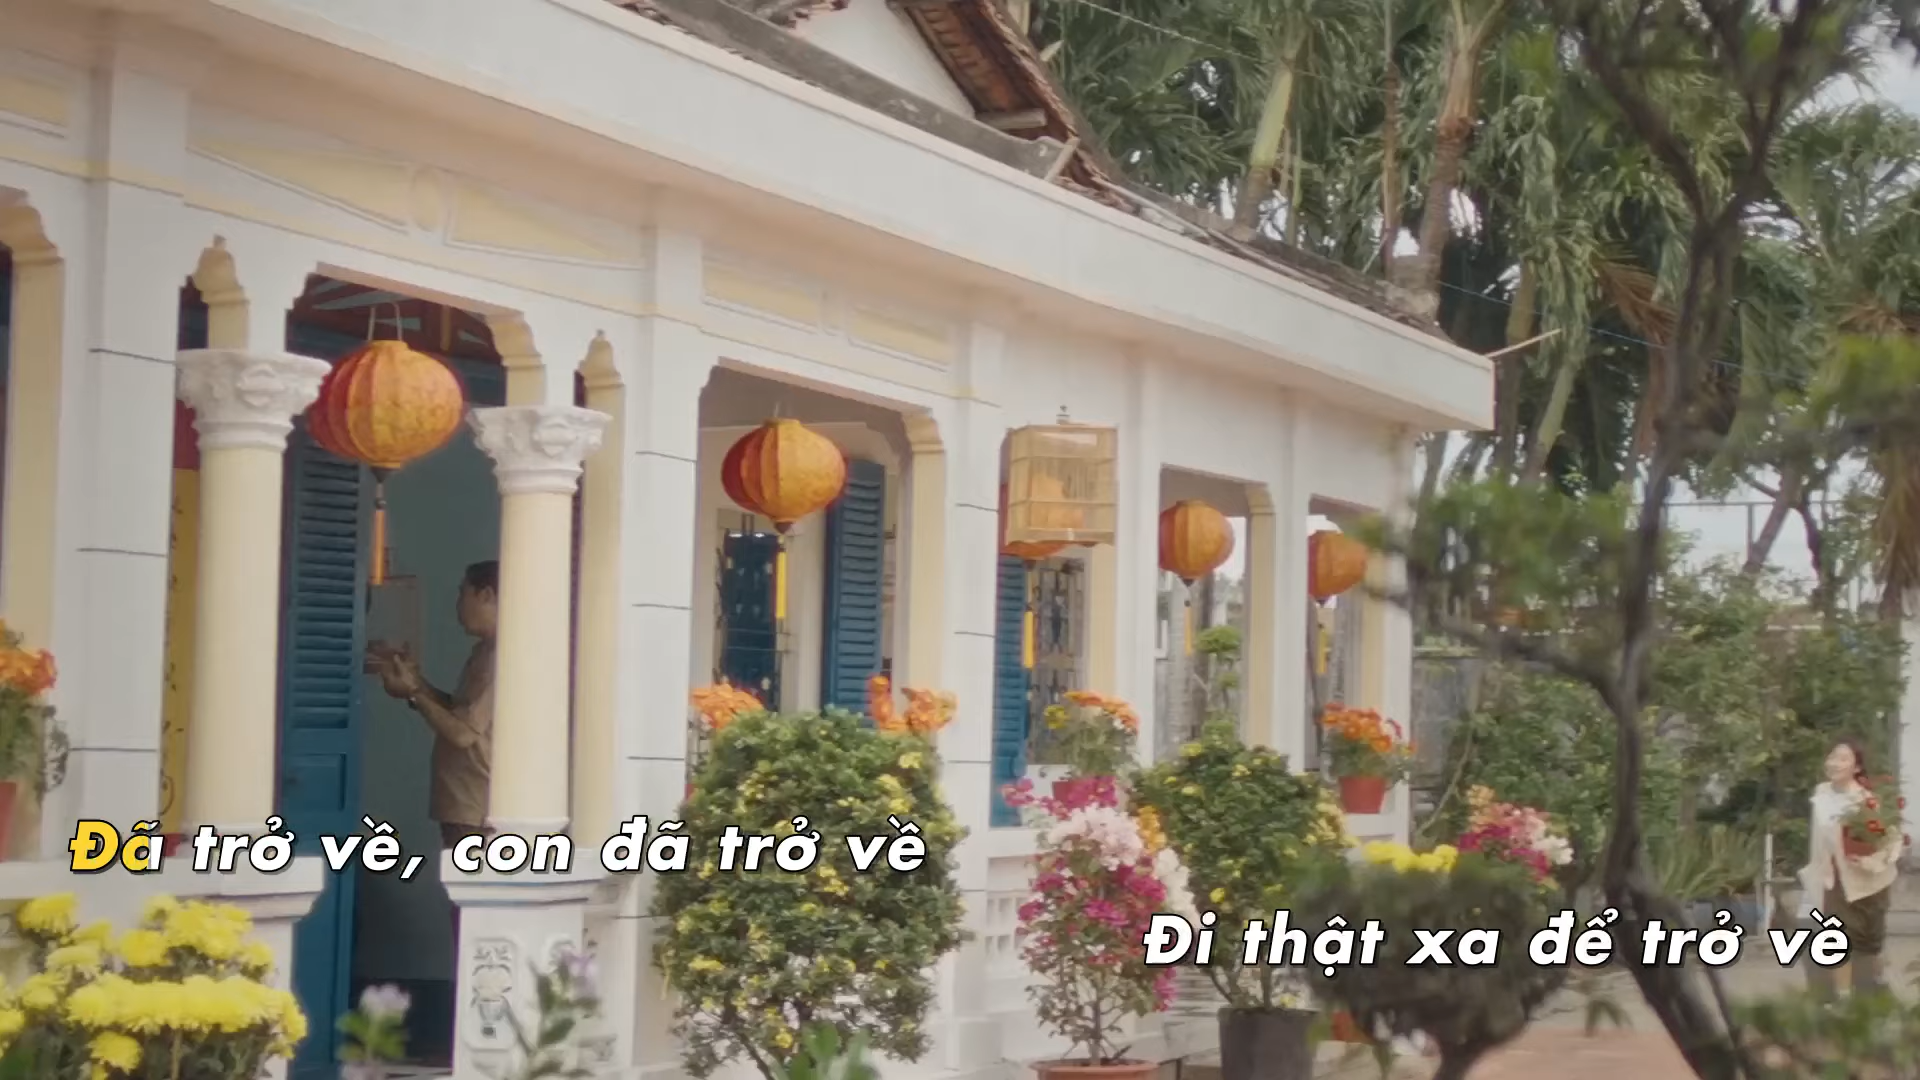 Đã trở về, con đã trở về
Đi thật xa để trở về